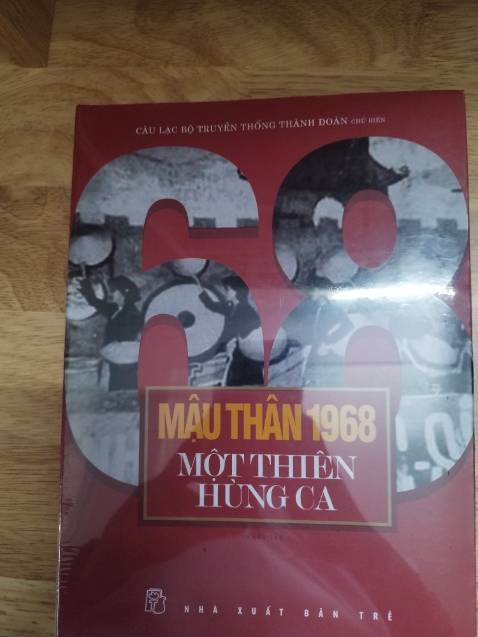 CÂU LẠC BỘ TRUYỀN THỐNG THÀNH ĐOÀN CHỦ BIÊN
68
MẬU THÂN 1968
MỘT THIÊN
HÙNG CA
NHÀ XUẤT BẢN TRẺ